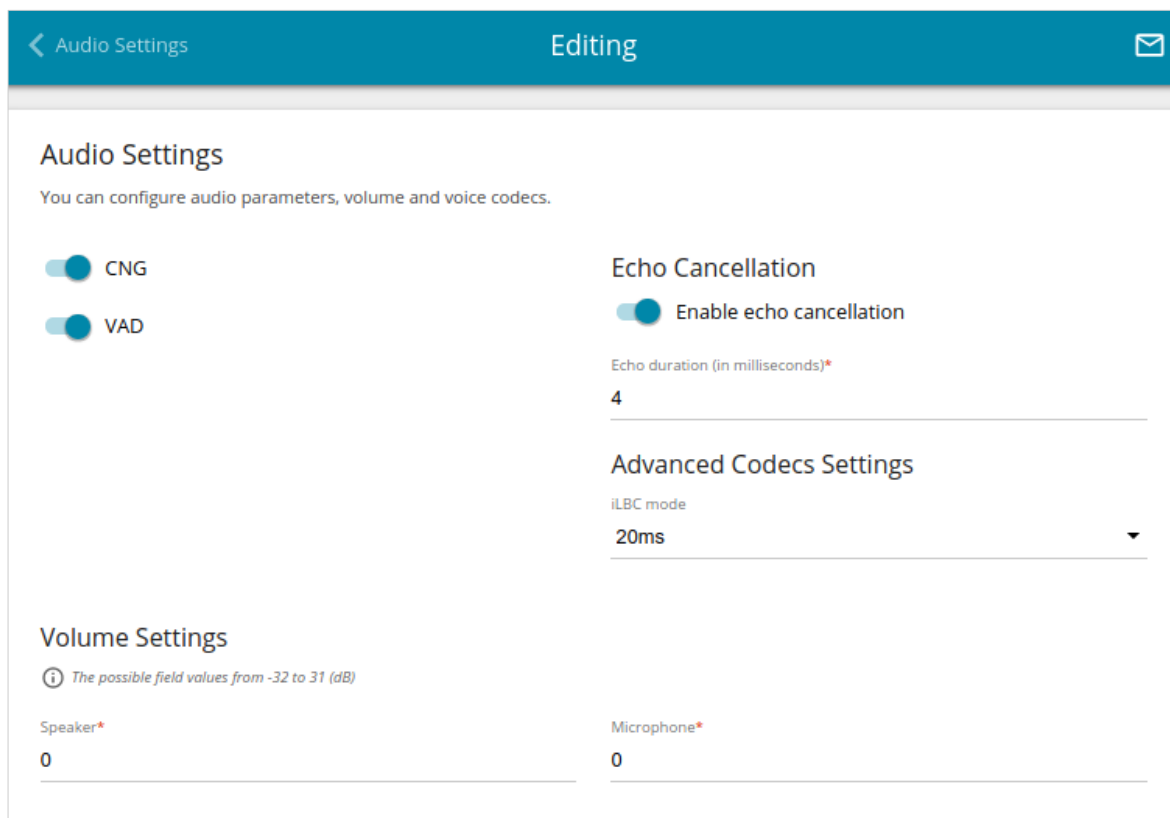 Audio Settings
Editing
Audio Settings
You can configure audio parameters, volume and voice codecs.
CNG
VAD
Echo Cancellation
Enable echo cancellation
Echo duration (in milliseconds)*
4
Advanced Codecs Settings
iLBC mode
20ms
Volume Settings
The possible field values from -32 to 31 (dB)
Speaker*
0
Microphone*
0